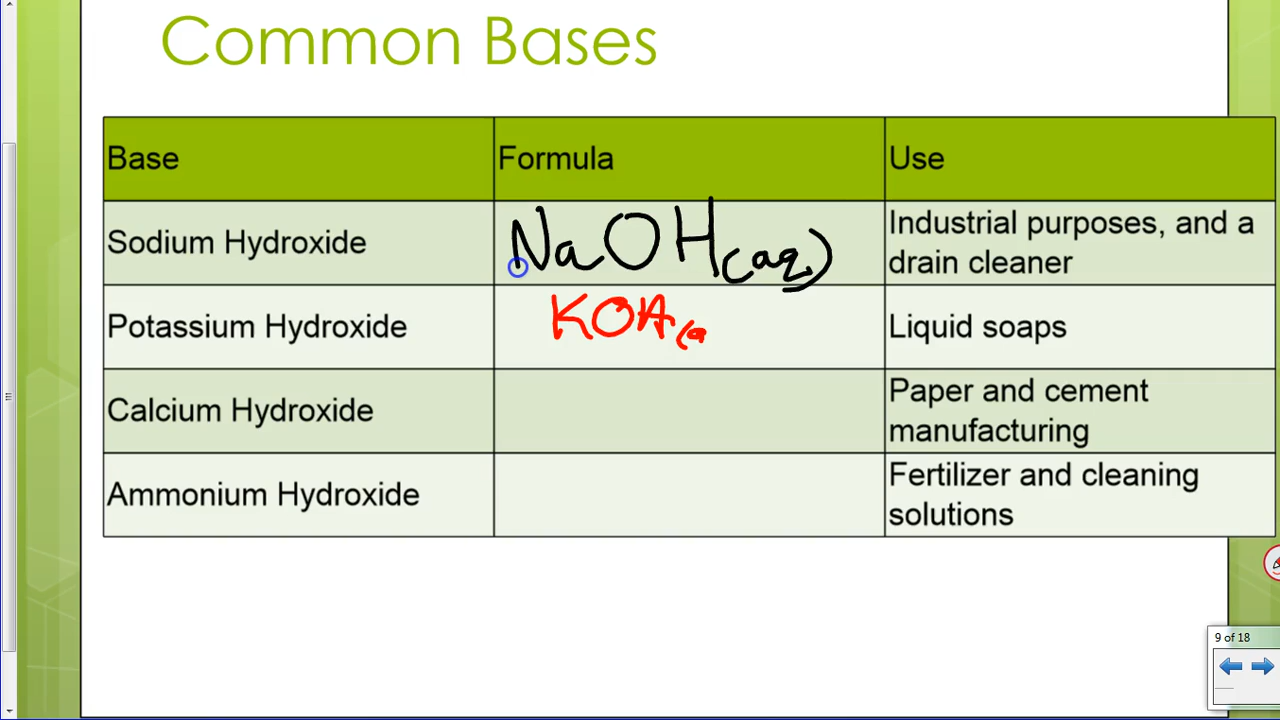 Common Bases
Base Formula Use
Sodium Hydroxide NaOH(aq) Industrial purposes, and a
drain cleaner
Potassium Hydroxide KOH(a Liquid soaps
Calcium Hydroxide Paper and cement
manufacturing
Ammonium Hydroxide Fertilizer and cleaning
solutions
9 of 18